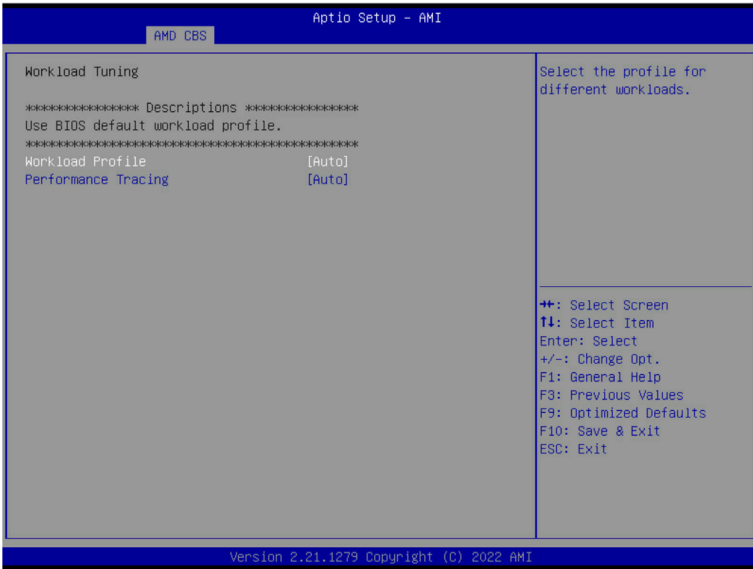 Aptio Setup – AMI
AMD CBS
Workload Tuning
*************** Descriptions ***************
Use BIOS default workload profile.
********************************************
Workload Profile [Auto]
Performance Tracing [Auto]
Select the profile for
different workloads.
→←: Select Screen
↑↓: Select Item
Enter: Select
+/-: Change Opt.
F1: General Help
F3: Previous Values
F9: Optimized Defaults
F10: Save & Exit
ESC: Exit
Version 2.21.1279 Copyright (C) 2022 AMI